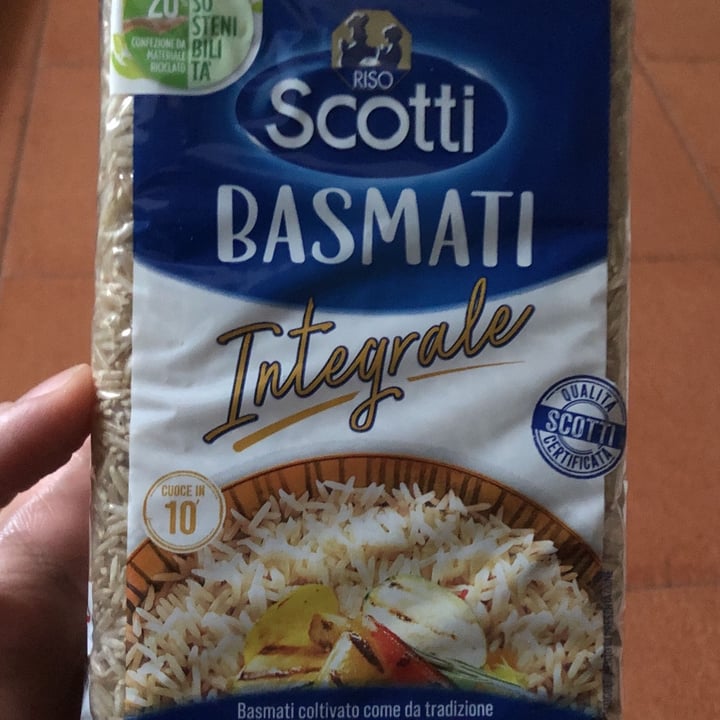 20
SO
STENI
BILI
TÀ
CONFEZIONE DA
MATERIALE
RICICLATO
RISO
Scotti
BASMATI
Integrale
QUALITÀ
SCOTTI
CERTIFICATA
CUOCE IN
10'
Basmati coltivato come da tradizione